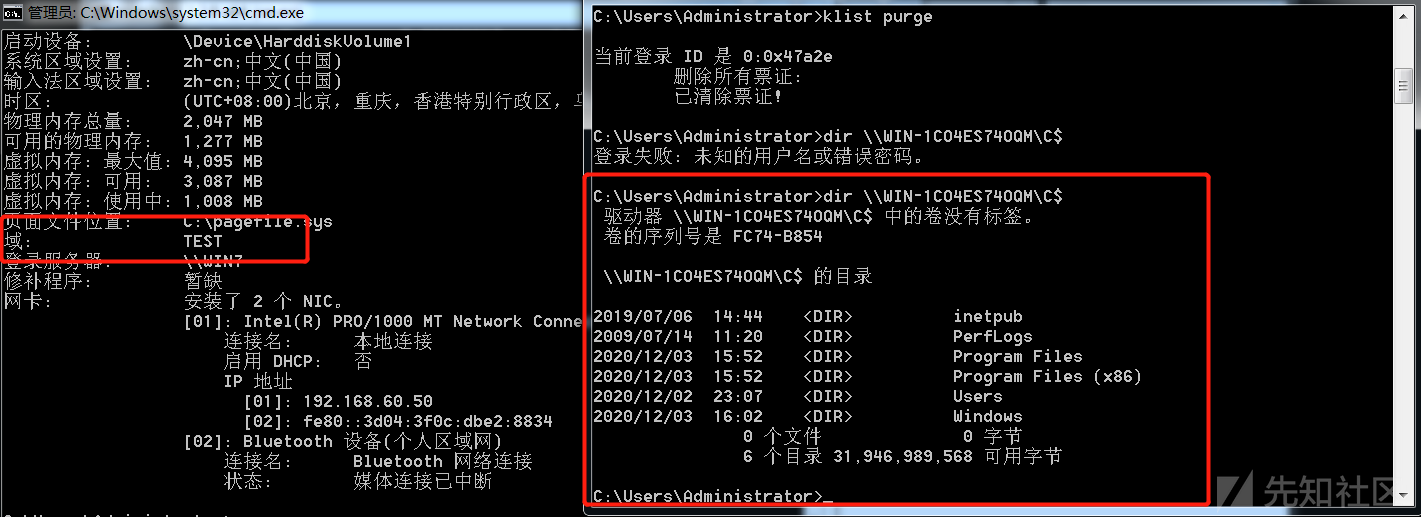 管理员: C:\Windows\system32\cmd.exe
启动设备: \Device\HarddiskVolume1
系统区域设置: zh-cn;中文(中国)
输入法区域设置: zh-cn;中文(中国)
时区: (UTC+08:00)北京, 重庆, 香港特别行政区,
物理内存总量: 2,047 MB
可用的物理内存: 1,277 MB
虚拟内存: 最大值: 4,095 MB
虚拟内存: 可用: 3,087 MB
虚拟内存: 使用中: 1,008 MB
页面文件位置: C:\pagefile.sys
域: TEST
登录服务器: \\WIN7
修补程序: 暂缺
网卡: 安装了 2 个 NIC。
[01]: Intel(R) PRO/1000 MT Network Conne
连接名: 本地连接
启用 DHCP: 否
IP 地址
[01]: 192.168.60.50
[02]: fe80::3d04:3f0c:dbe2:8834
[02]: Bluetooth 设备(个人区域网)
连接名: Bluetooth 网络连接
状态: 媒体连接已中断
C:\Users\Administrator>klist purge
当前登录 ID 是 0:0x47a2e
删除所有票证:
已清除票证!
C:\Users\Administrator>dir \\WIN-1CO4ES74OQM\C$
登录失败: 未知的用户名或错误密码。
C:\Users\Administrator>dir \\WIN-1CO4ES74OQM\C$
驱动器 \\WIN-1CO4ES74OQM\C$ 中的卷没有标签。
卷的序列号是 FC74-B854
\\WIN-1CO4ES74OQM\C$ 的目录
2019/07/06 14:44 <DIR> inetpub
2009/07/14 11:20 <DIR> PerfLogs
2020/12/03 15:52 <DIR> Program Files
2020/12/03 15:52 <DIR> Program Files (x86)
2020/12/02 23:07 <DIR> Users
2020/12/03 16:02 <DIR> Windows
0 个文件 0 字节
6 个目录 31,946,989,568 可用字节
C:\Users\Administrator>_
先知社区